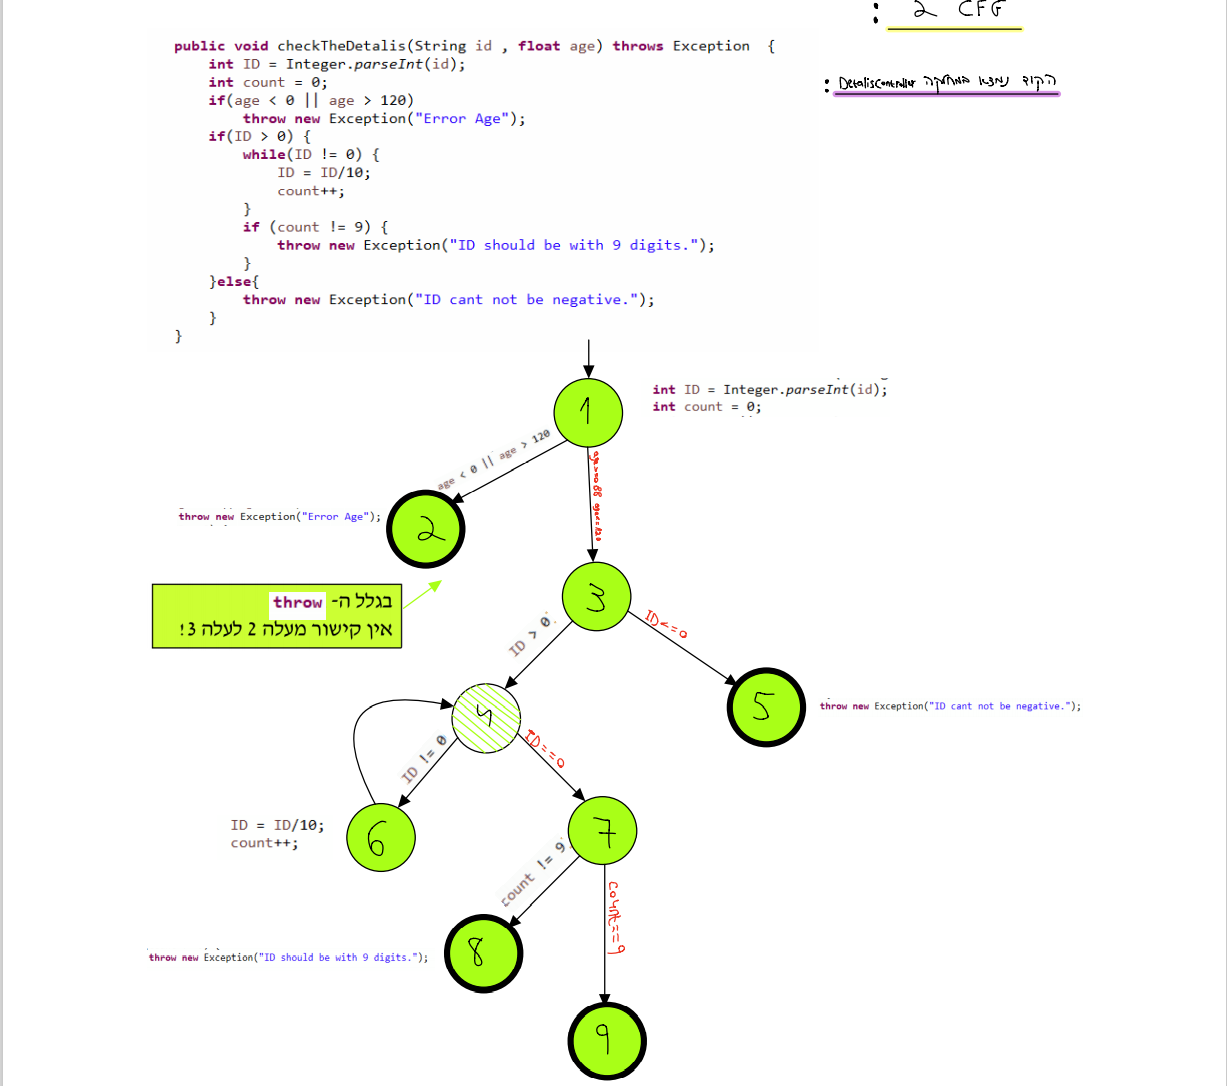 : 2 CFG
public void checkTheDetalis(String id , float age) throws Exception  {
int ID = Integer.parseInt(id);
int count = 0;
if(age < 0 || age > 120)
throw new Exception("Error Age");
if(ID > 0) {
while(ID != 0) {
ID = ID/10;
count++;
}
if (count != 9) {
throw new Exception("ID should be with 9 digits.");
}
}else{
throw new Exception("ID cant not be negative.");
}
}
הקוד נמצא במחלקה DetalisController :
1
int ID = Integer.parseInt(id);
int count = 0;
age < 0 || age > 120
age>=0 && age<=120
2
throw new Exception("Error Age");
בגלל ה- throw
אין קישור מעלה 2 לעלה 3!
3
ID > 0
ID<=0
4
5
throw new Exception("ID cant not be negative.");
ID != 0
ID==0
6
ID = ID/10;
count++;
7
count != 9
count==9
8
throw new Exception("ID should be with 9 digits.");
9